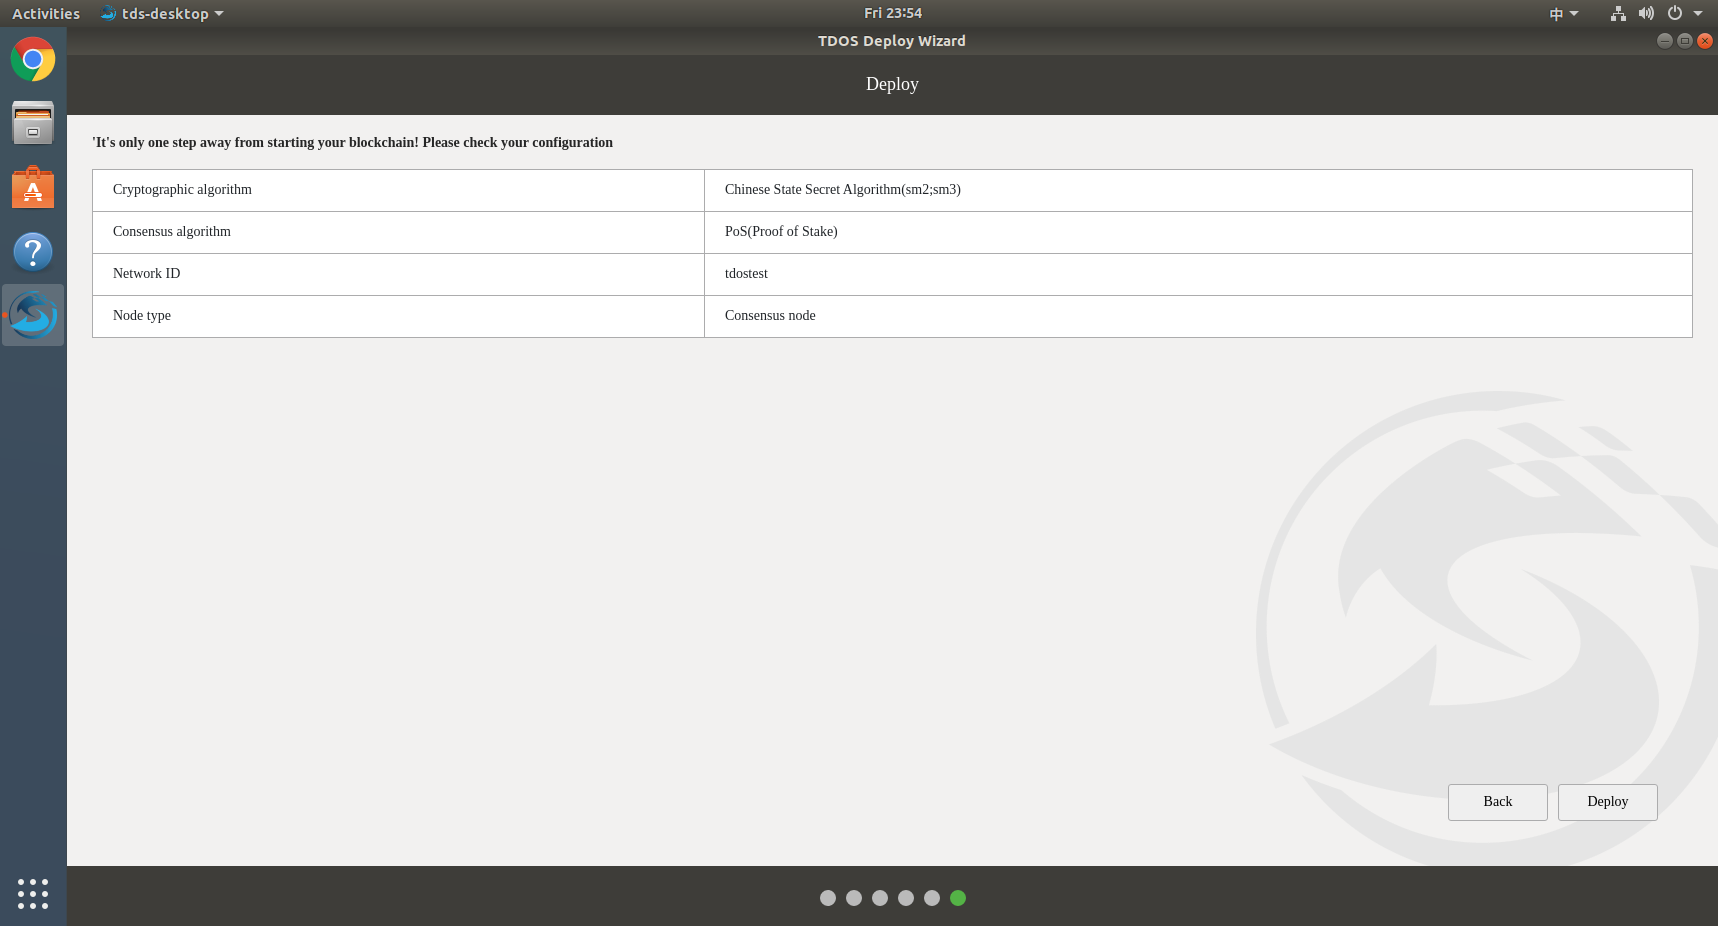 Activities tds-desktop Fri 23:54 中
TDOS Deploy Wizard
Deploy
'It's only one step away from starting your blockchain! Please check your configuration
Cryptographic algorithm Chinese State Secret Algorithm(sm2;sm3)
Consensus algorithm PoS(Proof of Stake)
Network ID tdostest
Node type Consensus node
Back Deploy